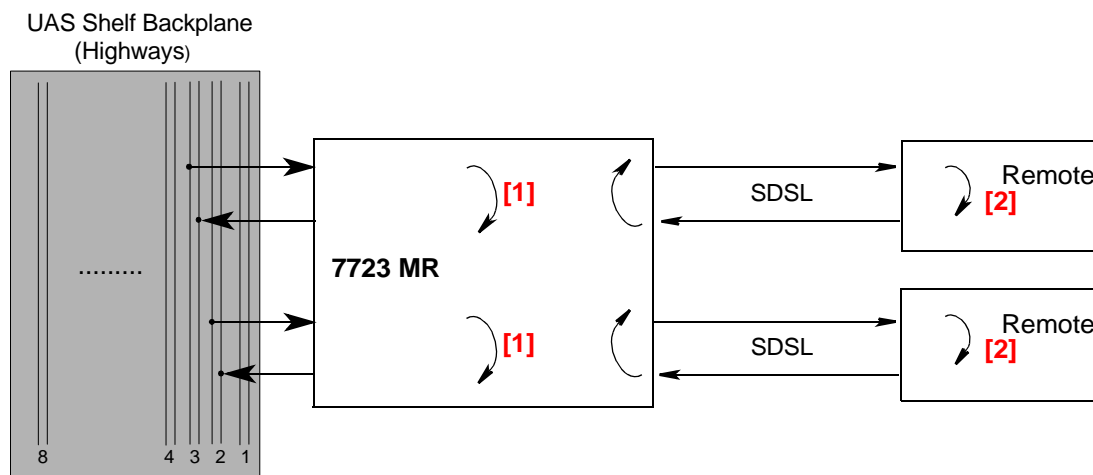 UAS Shelf Backplane
(Highways)
[1]
SDSL
Remote
[2]
7723 MR
.........
[1]
SDSL
Remote
[2]
8 4 3 2 1